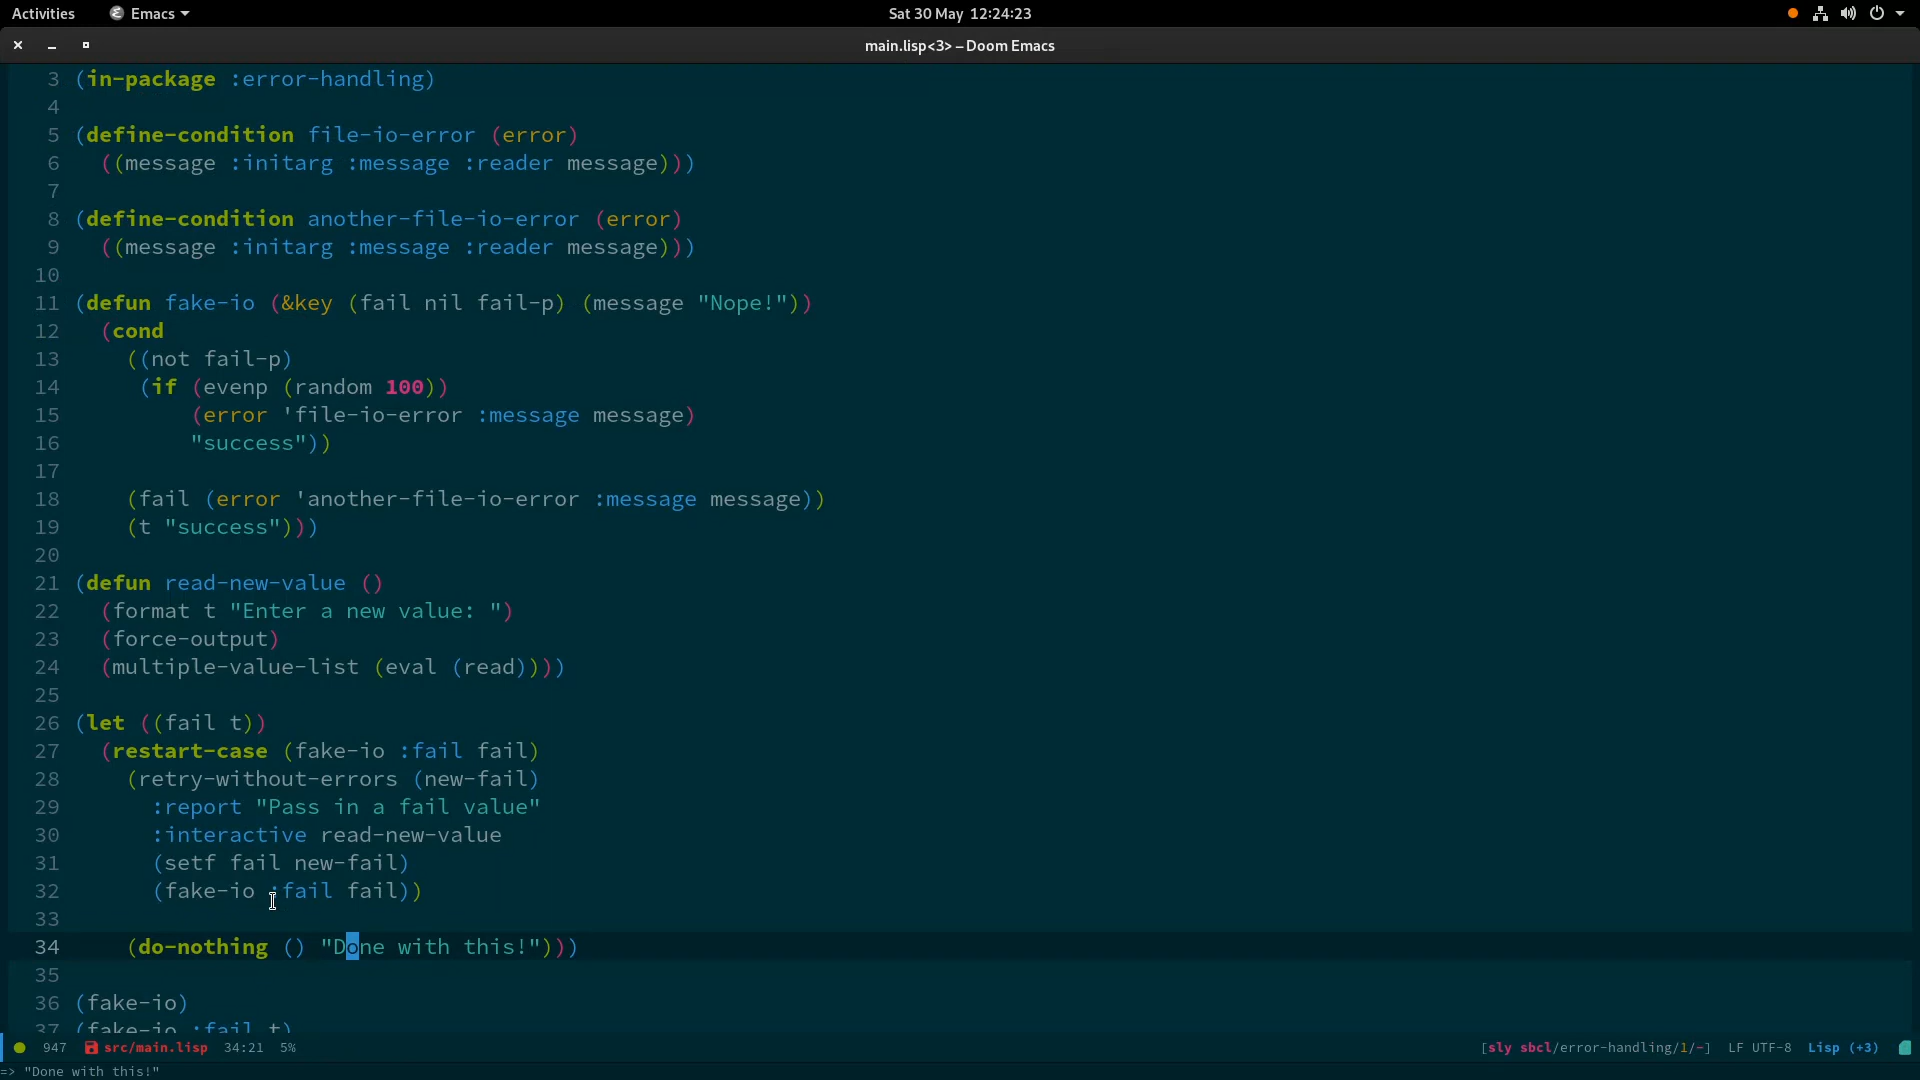 Activities Emacs Sat 30 May 12:24:23
main.lisp<3> – Doom Emacs
3 (in-package :error-handling)
4
5 (define-condition file-io-error (error)
6   ((message :initarg :message :reader message)))
7
8 (define-condition another-file-io-error (error)
9   ((message :initarg :message :reader message)))
10
11 (defun fake-io (&key (fail nil fail-p) (message "Nope!"))
12   (cond
13     ((not fail-p)
14      (if (evenp (random 100))
15          (error 'file-io-error :message message)
16          "success"))
17
18     (fail (error 'another-file-io-error :message message))
19     (t "success")))
20
21 (defun read-new-value ()
22   (format t "Enter a new value: ")
23   (force-output)
24   (multiple-value-list (eval (read))))
25
26 (let ((fail t))
27   (restart-case (fake-io :fail fail)
28     (retry-without-errors (new-fail)
29       :report "Pass in a fail value"
30       :interactive read-new-value
31       (setf fail new-fail)
32       (fake-io :fail fail))
33
34     (do-nothing () "Done with this!")))
35
36 (fake-io)
37 (fake-io :fail t)
947 src/main.lisp 34:21 5% [sly sbcl/error-handling/1/-] LF UTF-8 Lisp (+3)
=> "Done with this!"